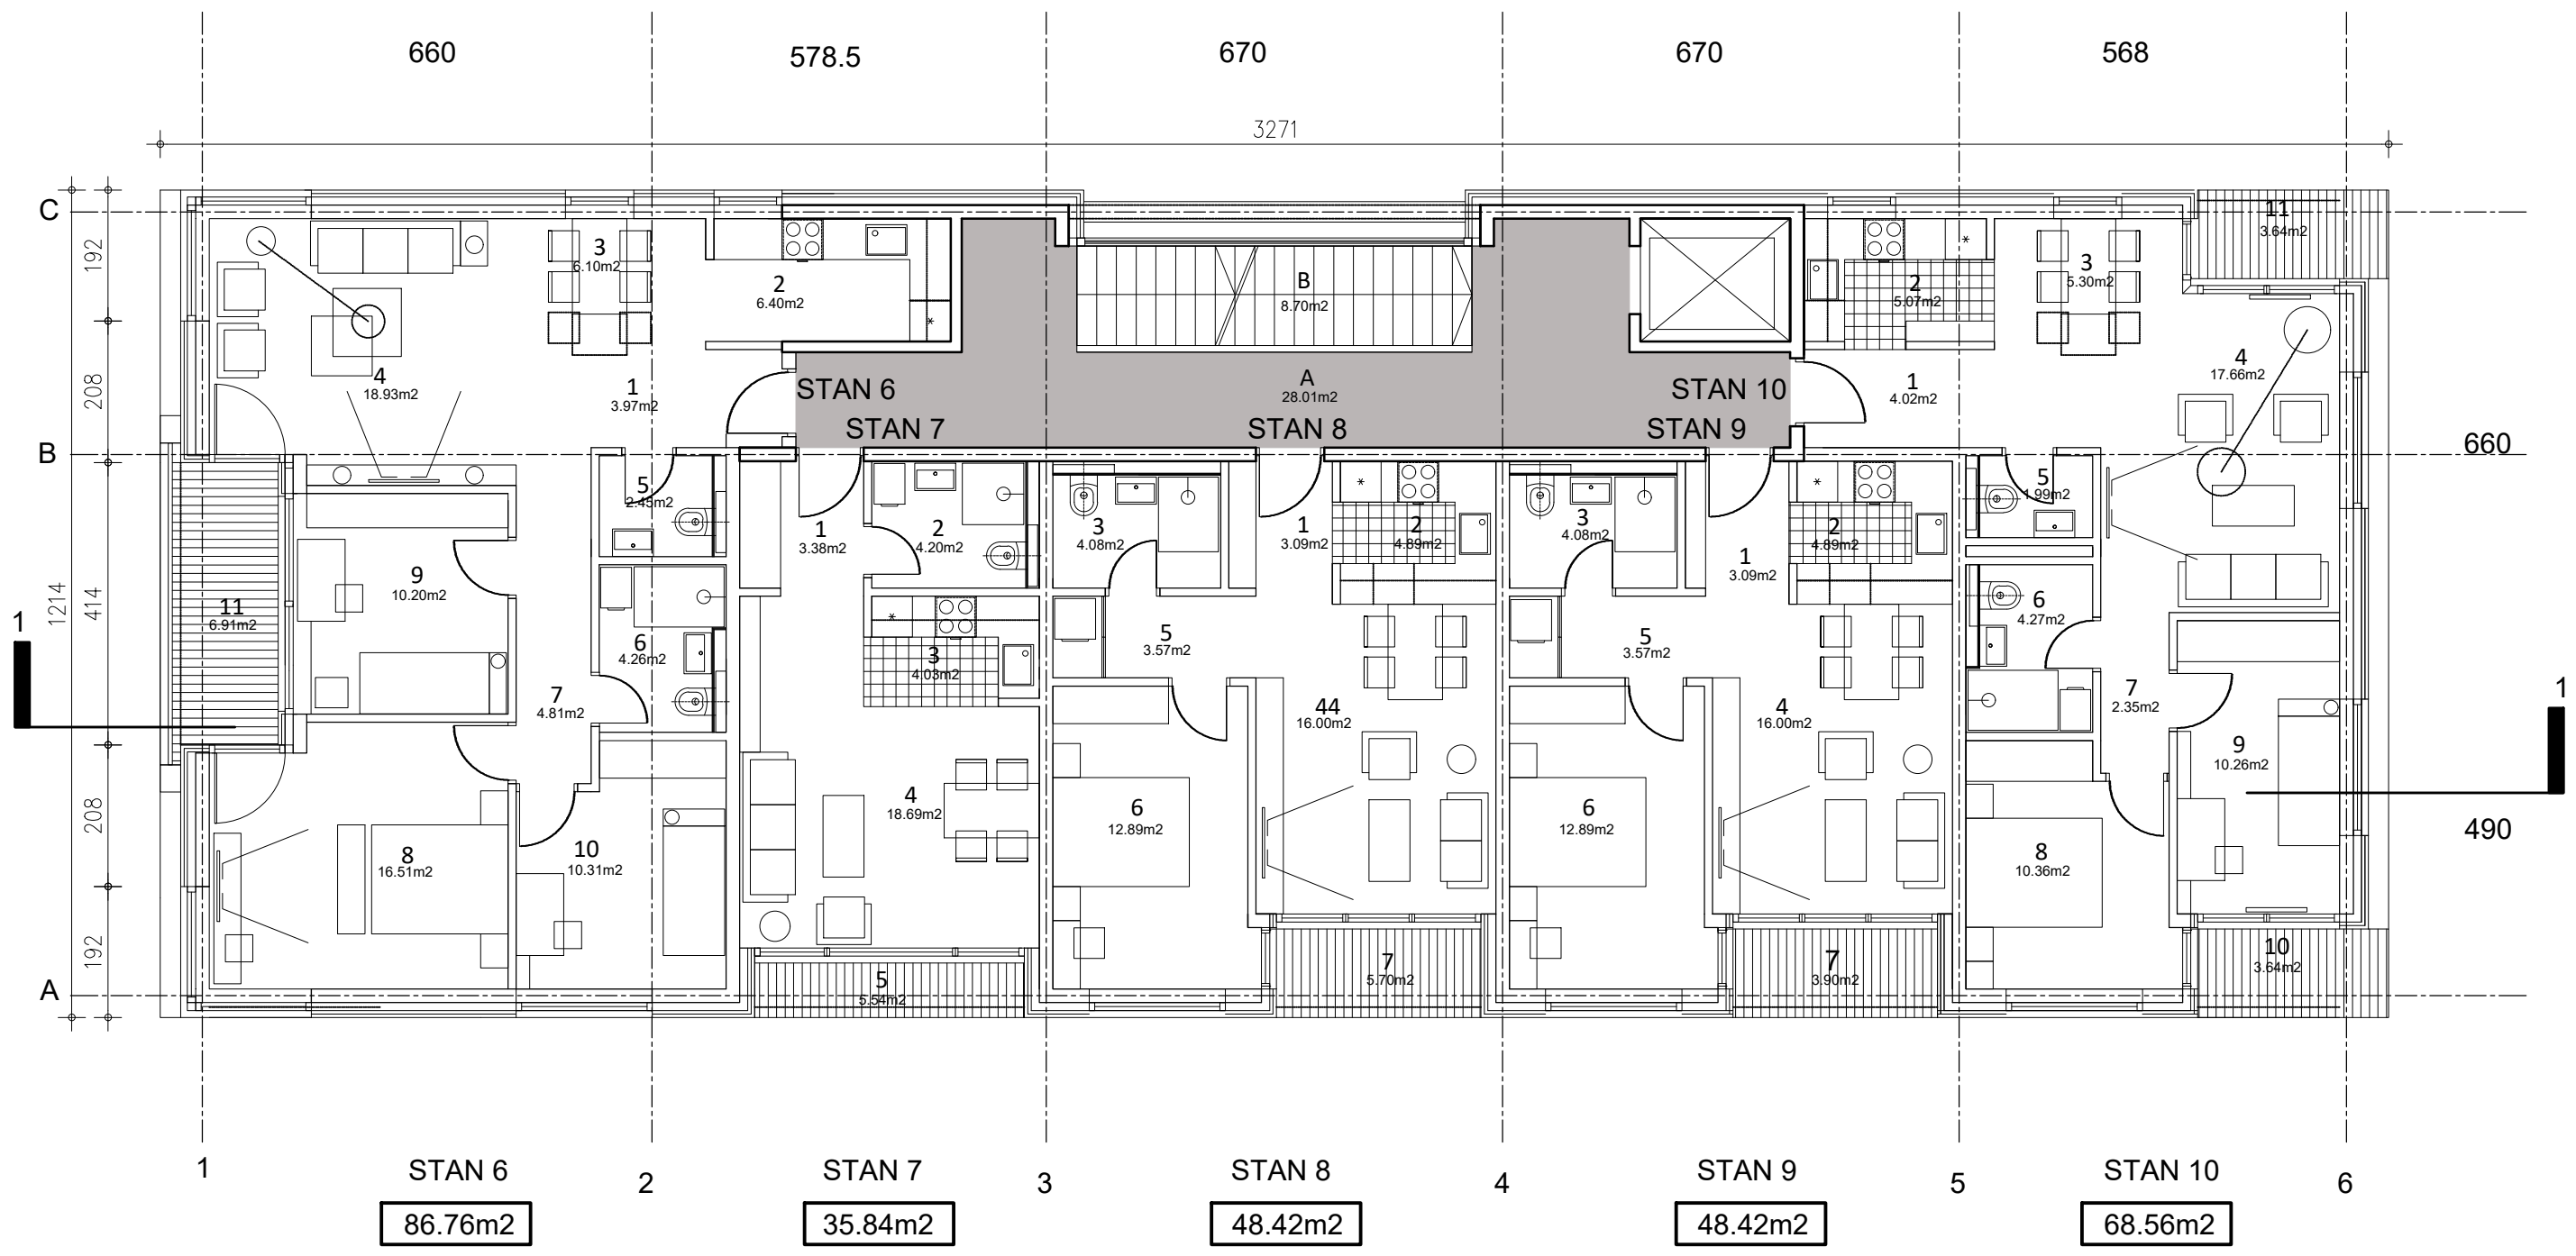 660
578.5
670
670
568
3271
C
B
A
192
208
414
208
192
1214
660
490
1
1
3
6.10m2
2
6.40m2
4
18.93m2
1
3.97m2
5
2.45m2
9
10.20m2
11
6.91m2
6
4.26m2
7
4.81m2
8
16.51m2
10
10.31m2
B
8.70m2
A
28.01m2
STAN 6
STAN 7
STAN 8
STAN 9
STAN 10
1
3.38m2
2
4.20m2
3
4.03m2
4
18.69m2
5
5.54m2
3
4.08m2
1
3.09m2
2
4.89m2
5
3.57m2
44
16.00m2
6
12.89m2
7
5.70m2
3
4.08m2
1
3.09m2
2
4.89m2
5
3.57m2
4
16.00m2
6
12.89m2
7
3.90m2
2
5.07m2
3
5.30m2
11
3.64m2
4
17.66m2
1
4.02m2
5
1.99m2
6
4.27m2
7
2.35m2
9
10.26m2
8
10.36m2
10
3.64m2
1
2
3
4
5
6
STAN 6
STAN 7
STAN 8
STAN 9
STAN 10
86.76m2
35.84m2
48.42m2
48.42m2
68.56m2